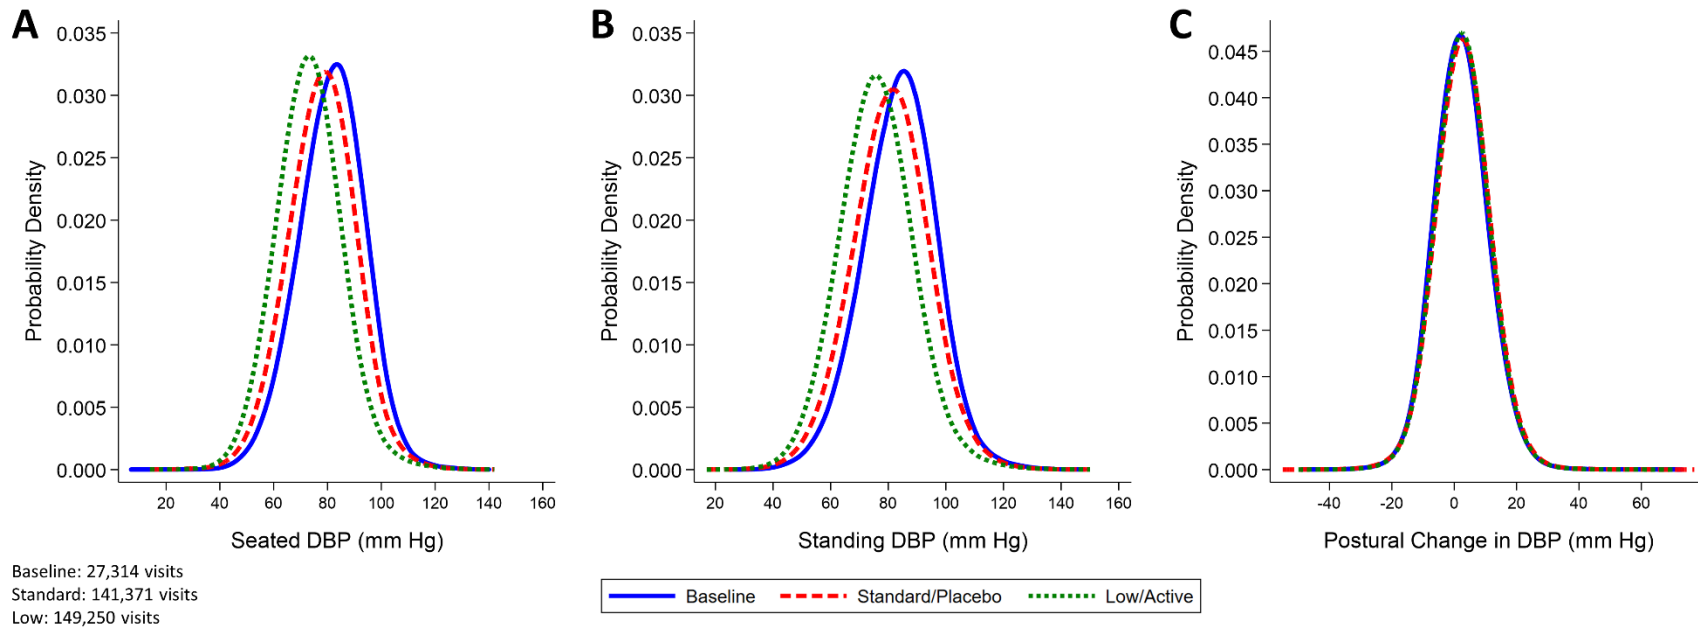 A
0.035
0.030
0.025
0.020
0.015
0.010
0.005
0.000
Probability Density
20 40 60 80 100 120 140 160
Seated DBP (mm Hg)
B
0.035
0.030
0.025
0.020
0.015
0.010
0.005
0.000
Probability Density
20 40 60 80 100 120 140 160
Standing DBP (mm Hg)
C
0.045
0.040
0.035
0.030
0.025
0.020
0.015
0.010
0.005
0.000
Probability Density
-40 -20 0 20 40 60
Postural Change in DBP (mm Hg)
Baseline: 27,314 visits
Standard: 141,371 visits
Low: 149,250 visits
Baseline Standard/Placebo Low/Active